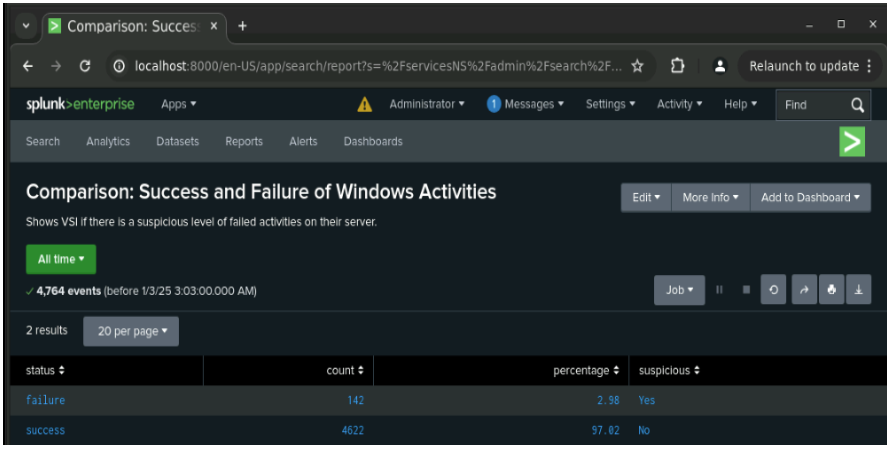 Comparison: Succes
localhost:8000/en-US/app/search/report?s=%2FservicesNS%2Fadmin%2Fsearch%2F...
Relaunch to update
splunk>enterprise Apps Administrator 1 Messages Settings Activity Help Find
Search Analytics Datasets Reports Alerts Dashboards
Comparison: Success and Failure of Windows Activities
Edit More Info Add to Dashboard
Shows VSI if there is a suspicious level of failed activities on their server.
All time
✓ 4,764 events (before 1/3/25 3:03:00.000 AM)
Job
2 results 20 per page
status count percentage suspicious
failure 142 2.98 Yes
success 4622 97.02 No